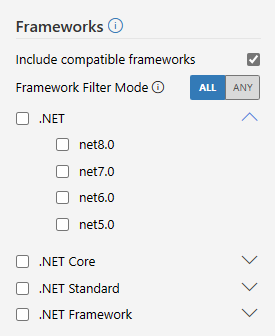 Frameworks
Include compatible frameworks
Framework Filter Mode ALL ANY
.NET
net8.0
net7.0
net6.0
net5.0
.NET Core
.NET Standard
.NET Framework